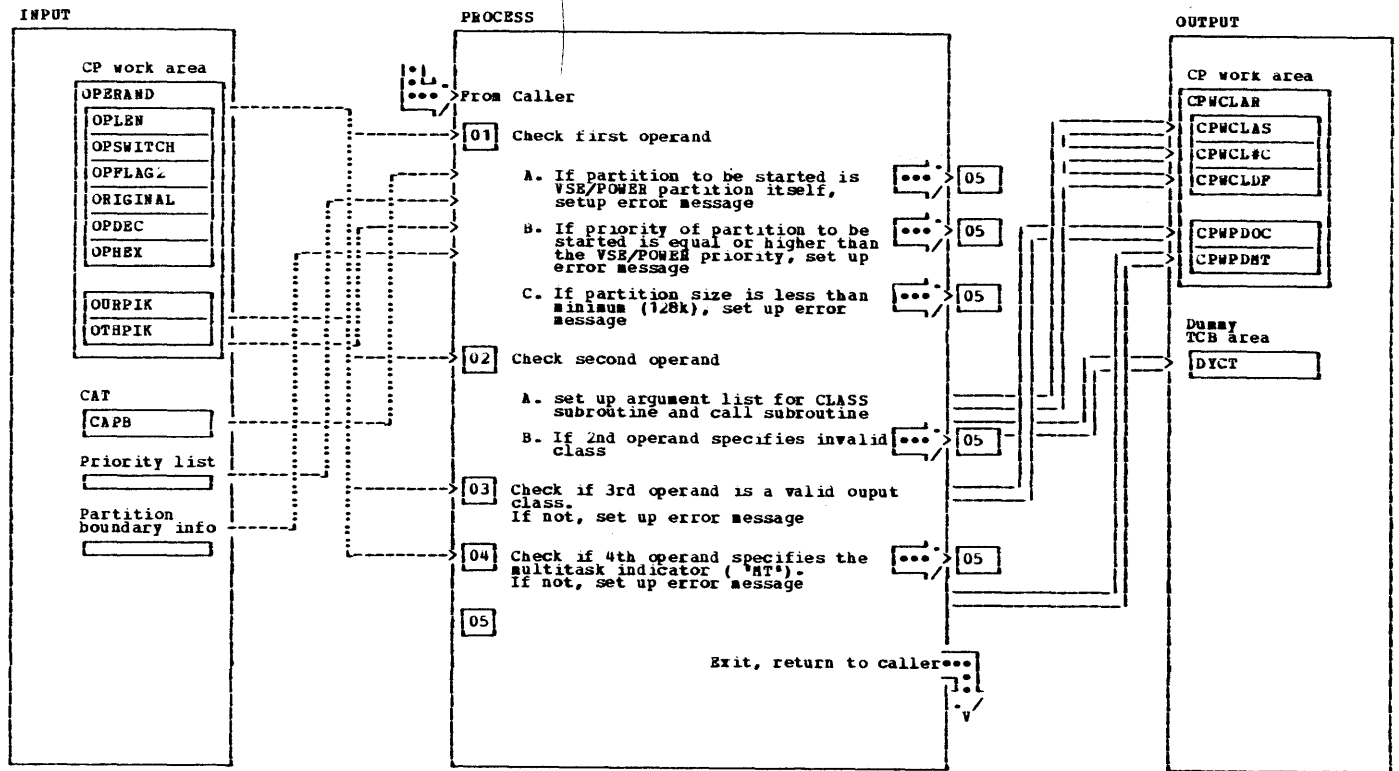 INPUT
CP work area
OPERAND
OPLEN
OPSWITCH
OPFLAG2
ORIGINAL
OPDEC
OPHEX
OURPIK
OTHPIK
CAT
CAPB
Priority list
Partition
boundary info
PROCESS
From Caller
01 Check first operand
A. If partition to be started is
VSE/POWER partition itself,
setup error message
05
B. If priority of partition to be
started is equal or higher than
the VSE/POWER priority, set up
error message
05
C. If partition size is less than
minimum (128k), set up error
message
05
02 Check second operand
A. set up argument list for CLASS
subroutine and call subroutine
B. If 2nd operand specifies invalid
class
05
03 Check if 3rd operand is a valid ouput
class.
If not, set up error message
04 Check if 4th operand specifies the
multitask indicator ( 'MT').
If not, set up error message
05
05
Exit, return to caller
OUTPUT
CP work area
CPWCLAR
CPWCLAS
CPWCL#C
CPWCLDF
CPWPDOC
CPWPDMT
Dummy
TCB area
DYCT